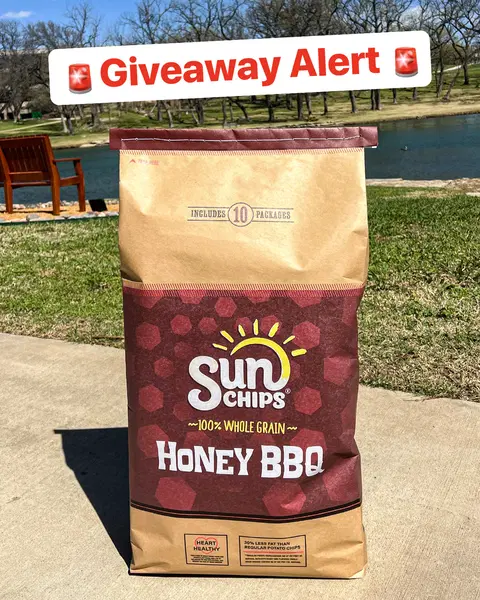 🚨 Giveaway Alert 🚨
INCLUDES 10 PACKAGES
Sun
CHIPS®
~100% WHOLE GRAIN~
HONEY BBQ
HEART
HEALTHY
30% LESS FAT THAN
REGULAR POTATO CHIPS